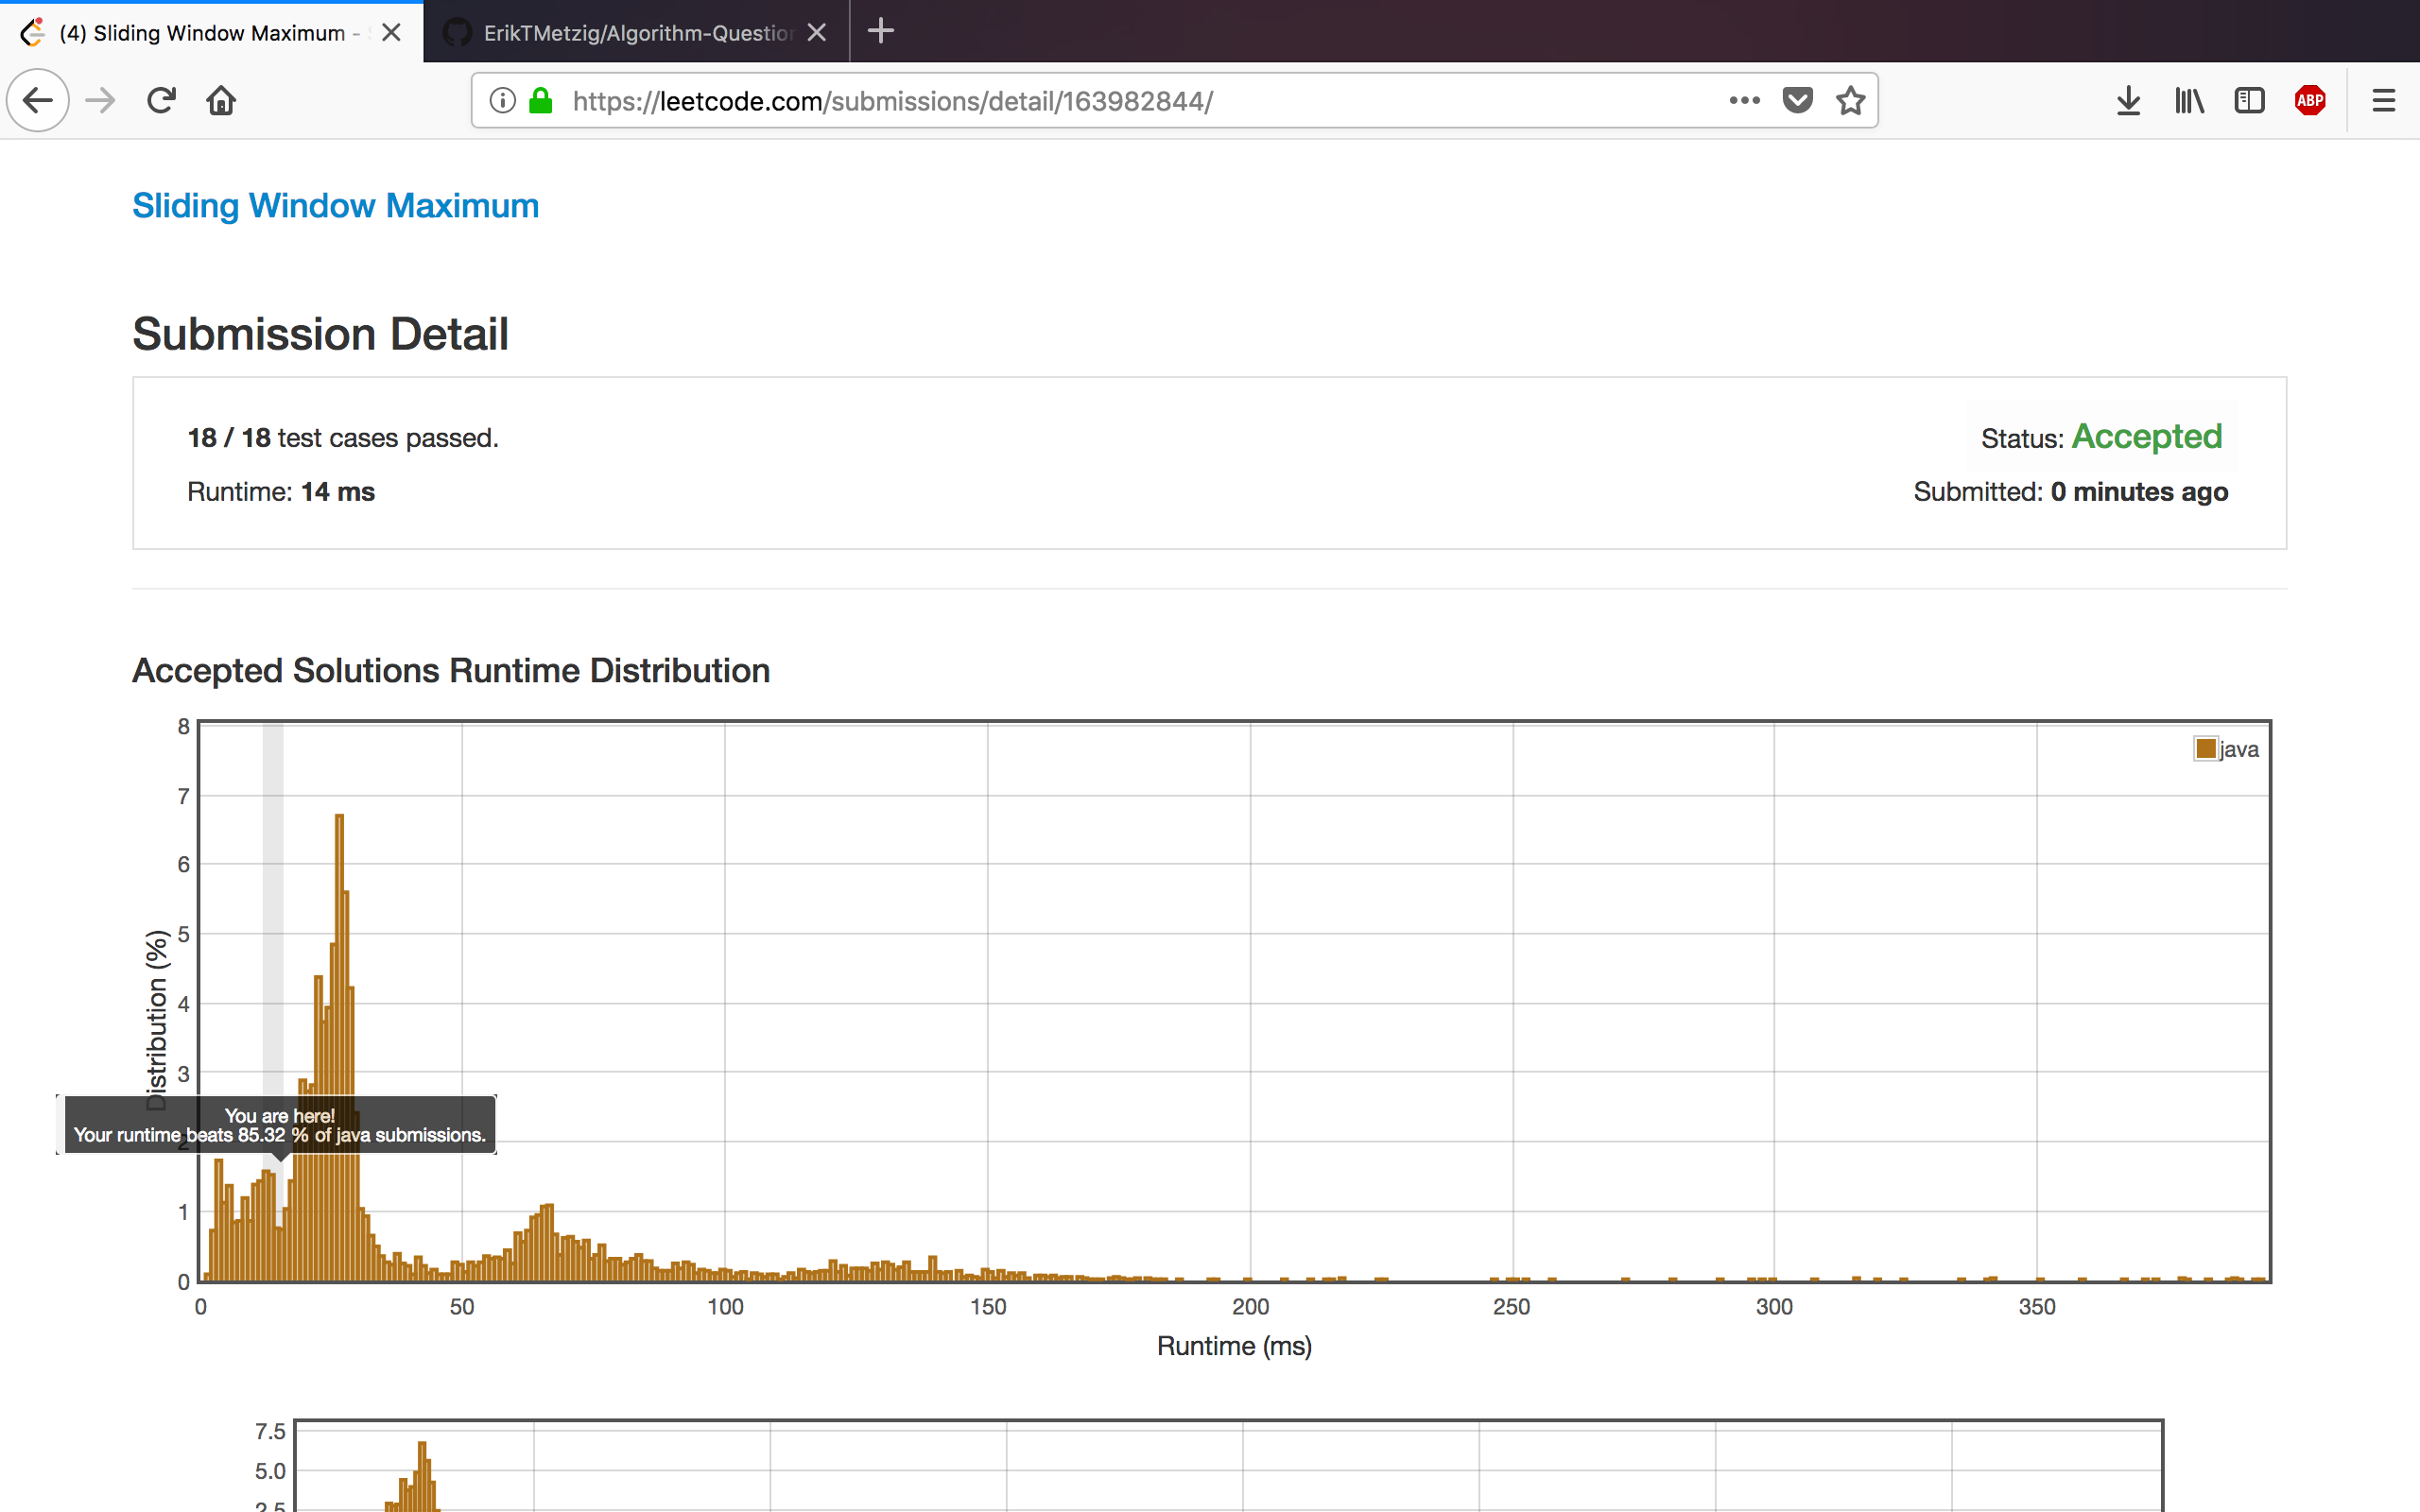 (4) Sliding Window Maximum -
ErikTMetzig/Algorithm-Question
https://leetcode.com/submissions/detail/163982844/
ABP
Sliding Window Maximum
Submission Detail
18 / 18 test cases passed.
Status: Accepted
Runtime: 14 ms
Submitted: 0 minutes ago
Accepted Solutions Runtime Distribution
8
java
7
6
5
4
3
2
1
0
Distribution (%)
You are here!
Your runtime beats 85.32 % of java submissions.
0 50 100 150 200 250 300 350
Runtime (ms)
7.5
5.0
2.5